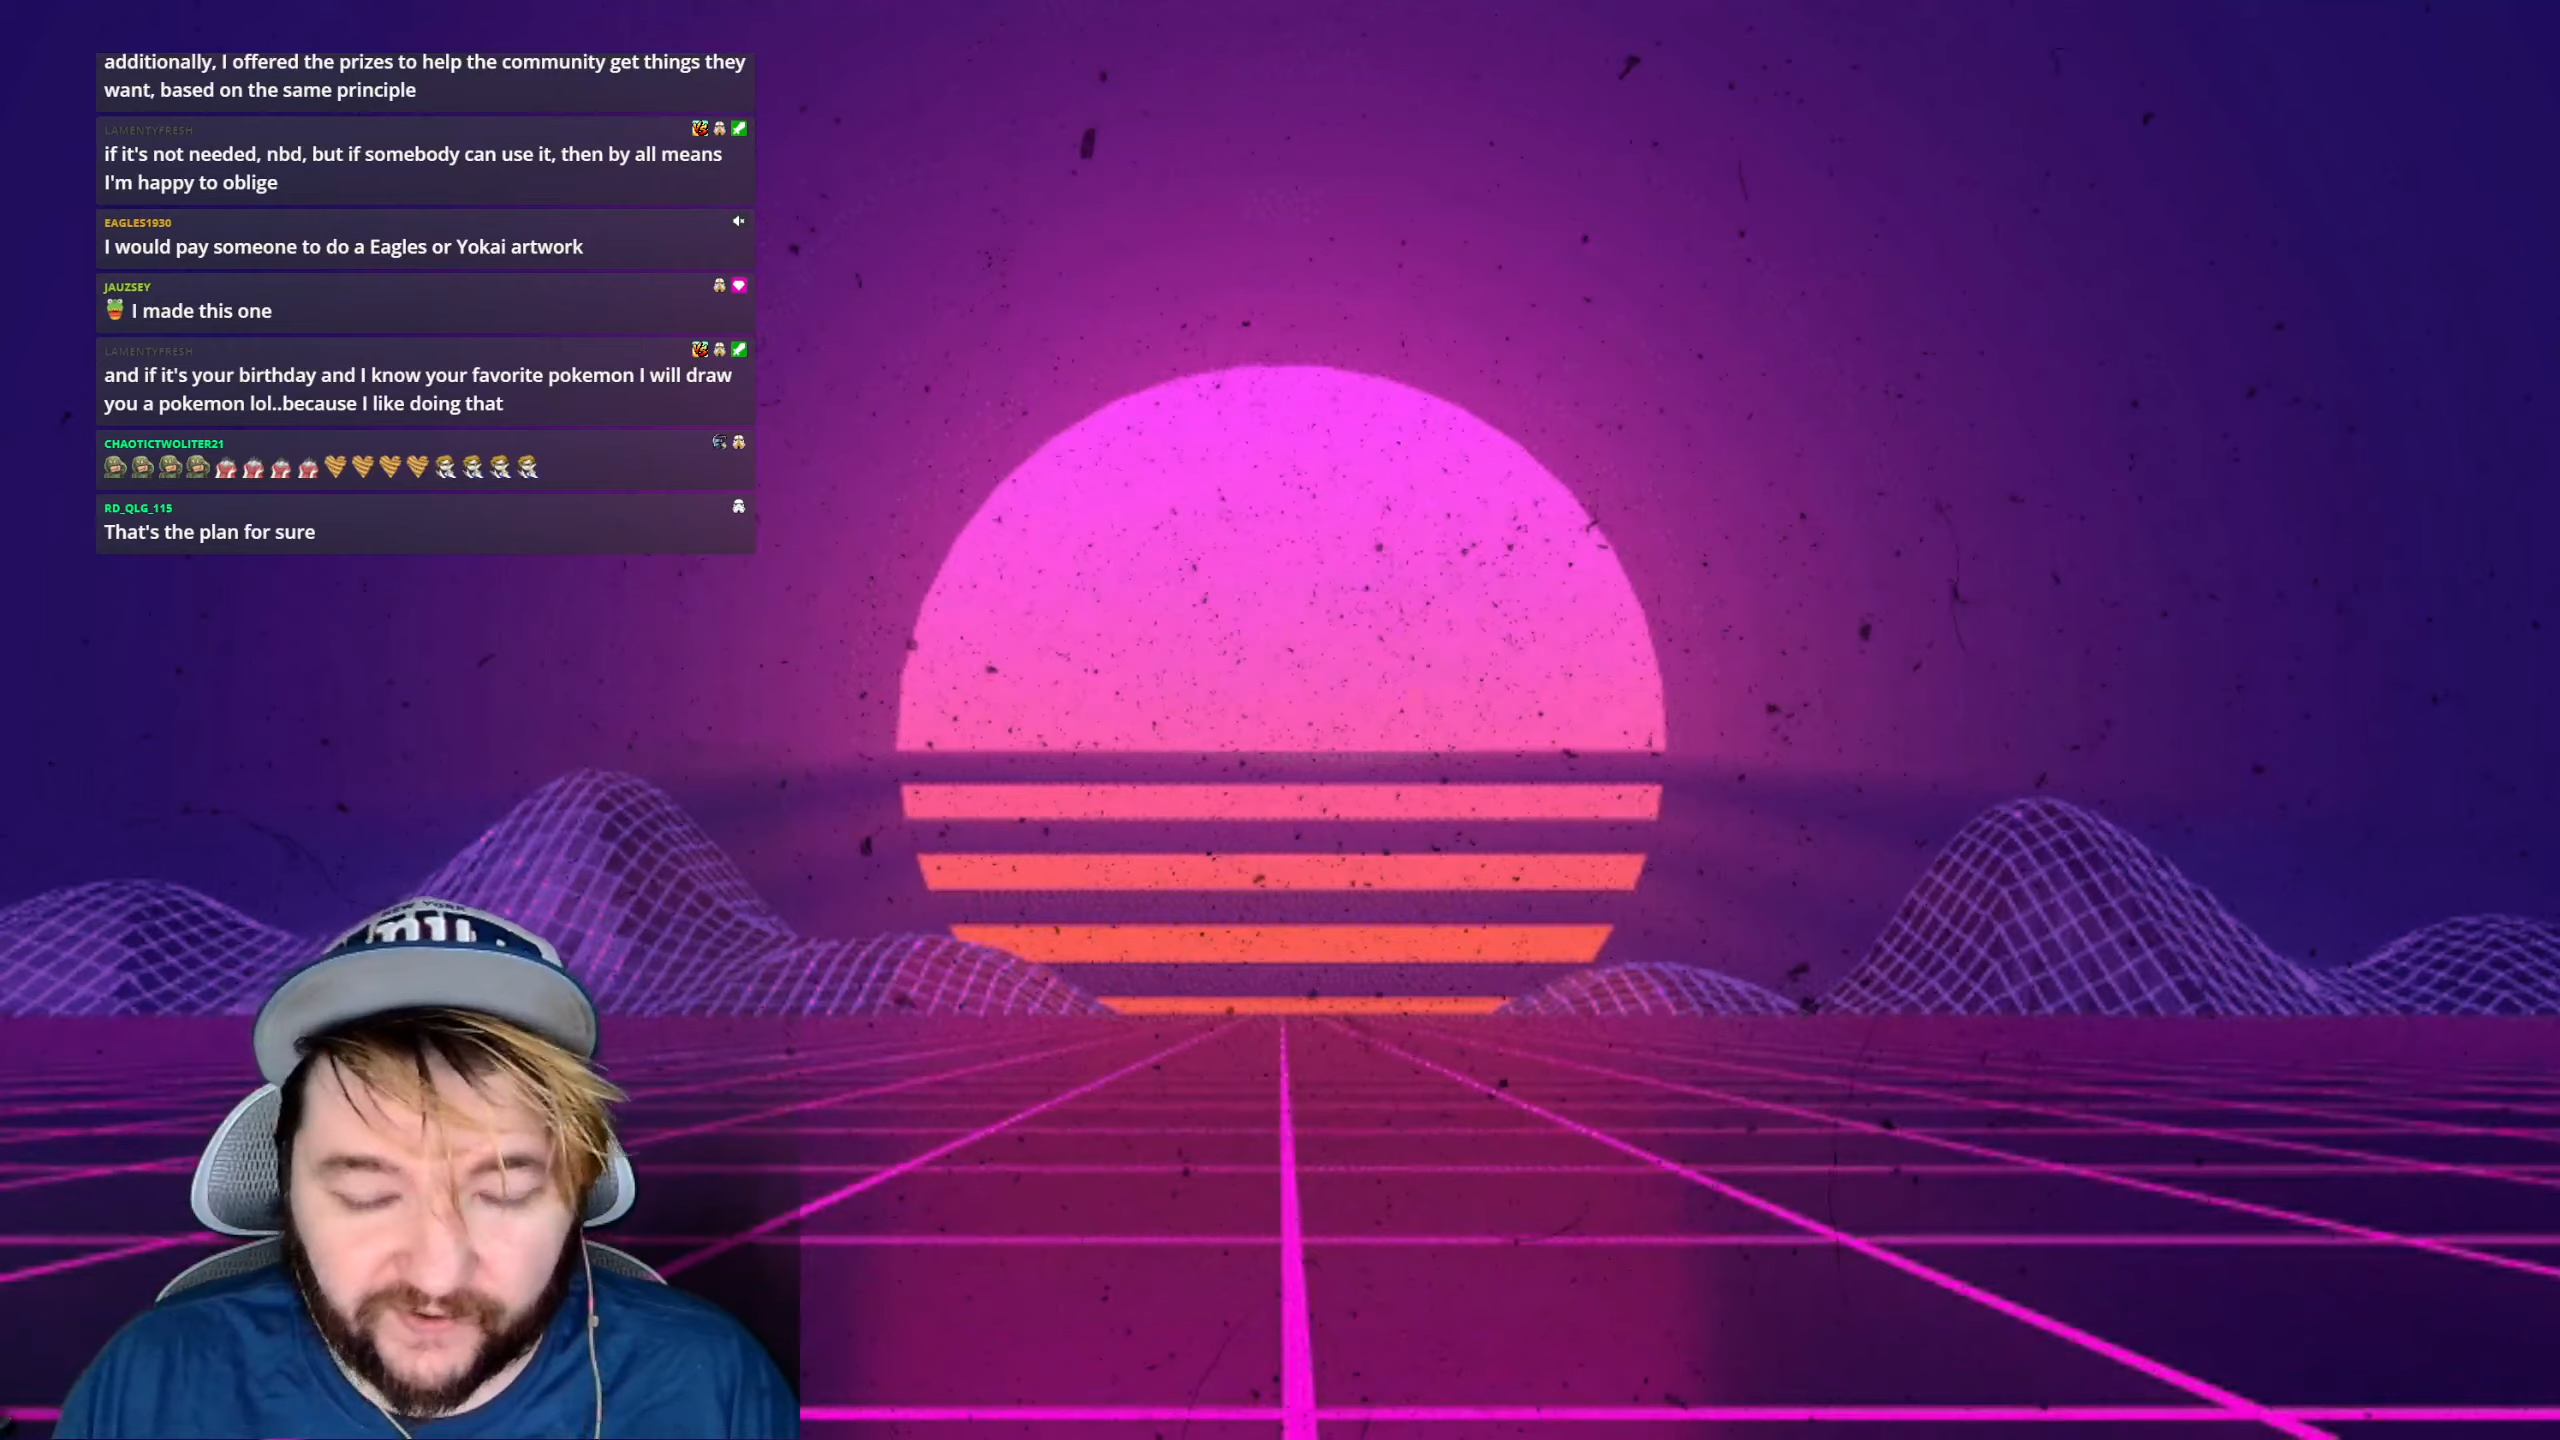 additionally, I offered the prizes to help the community get things they
want, based on the same principle
LAMENTYFRESH
if it's not needed, nbd, but if somebody can use it, then by all means
I'm happy to oblige
EAGLES1930
I would pay someone to do a Eagles or Yokai artwork
JAUZSEY
I made this one
LAMENTYFRESH
and if it's your birthday and I know your favorite pokemon I will draw
you a pokemon lol..because I like doing that
CHAOTICTWOLITER21
RD_QLG_115
That's the plan for sure
NEW YORK